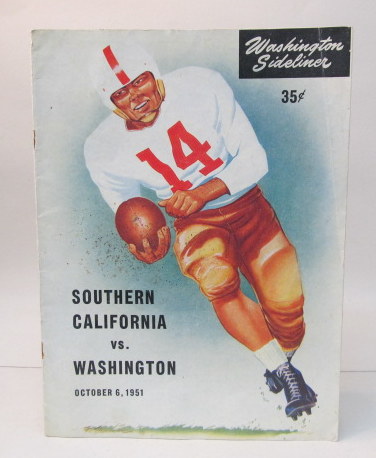 Washington
Sideliner
35¢
14
SOUTHERN
CALIFORNIA
vs.
WASHINGTON
OCTOBER 6, 1951